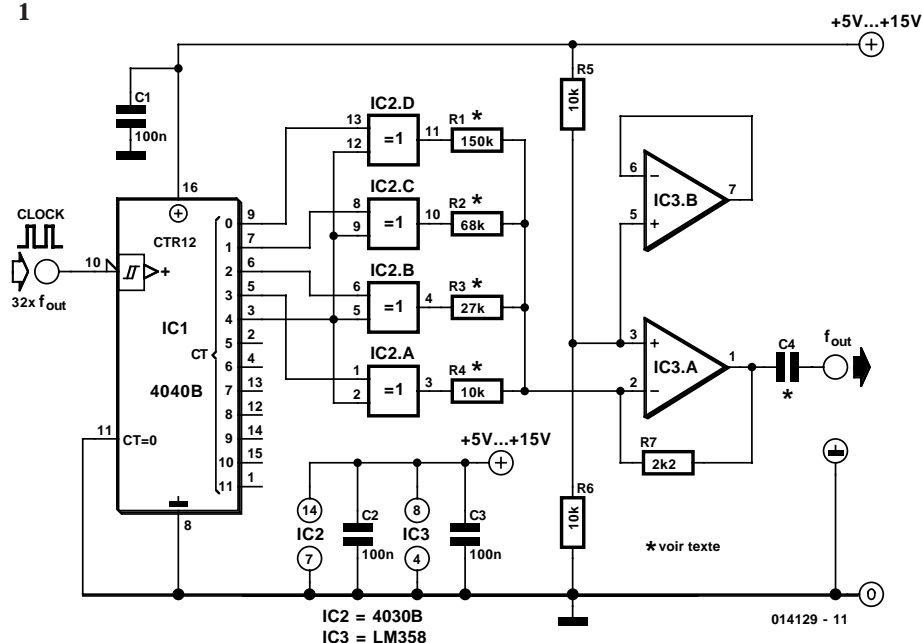 1
+5V...+15V
+
C1
100n
CLOCK
32x fout
10
16
+
CTR12
+
IC1
4040B
CT
CT=0
11
8
0
1
2
3
4
5
6
7
8
9
10
11
9
7
6
5
3
2
4
13
12
14
15
1
IC2.D
13
12
=1
11
R1 *
150k
IC2.C
8
9
=1
10
R2 *
68k
IC2.B
6
5
=1
4
R3 *
27k
IC2.A
1
2
=1
3
R4 *
10k
R5
10k
R6
10k
6
−
5
+
IC3.B
7
3
+
2
−
IC3.A
1
R7
2k2
C4
*
fout
+5V...+15V
+
14
IC2
7
C2
100n
8
IC3
4
C3
100n
* voir texte
0
IC2 = 4030B
IC3 = LM358
014129 - 11